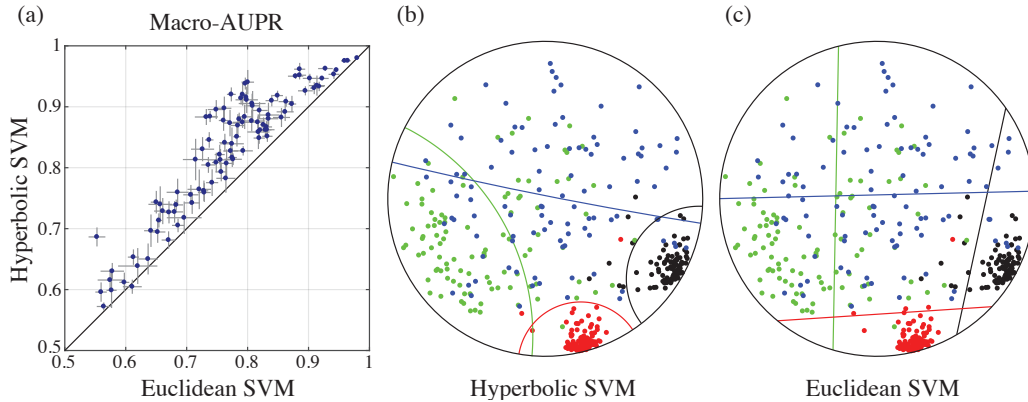 (a)
Macro-AUPR
Hyperbolic SVM
1
0.9
0.8
0.7
0.6
0.5
0.5 0.6 0.7 0.8 0.9 1
Euclidean SVM
(b)
Hyperbolic SVM
(c)
Euclidean SVM